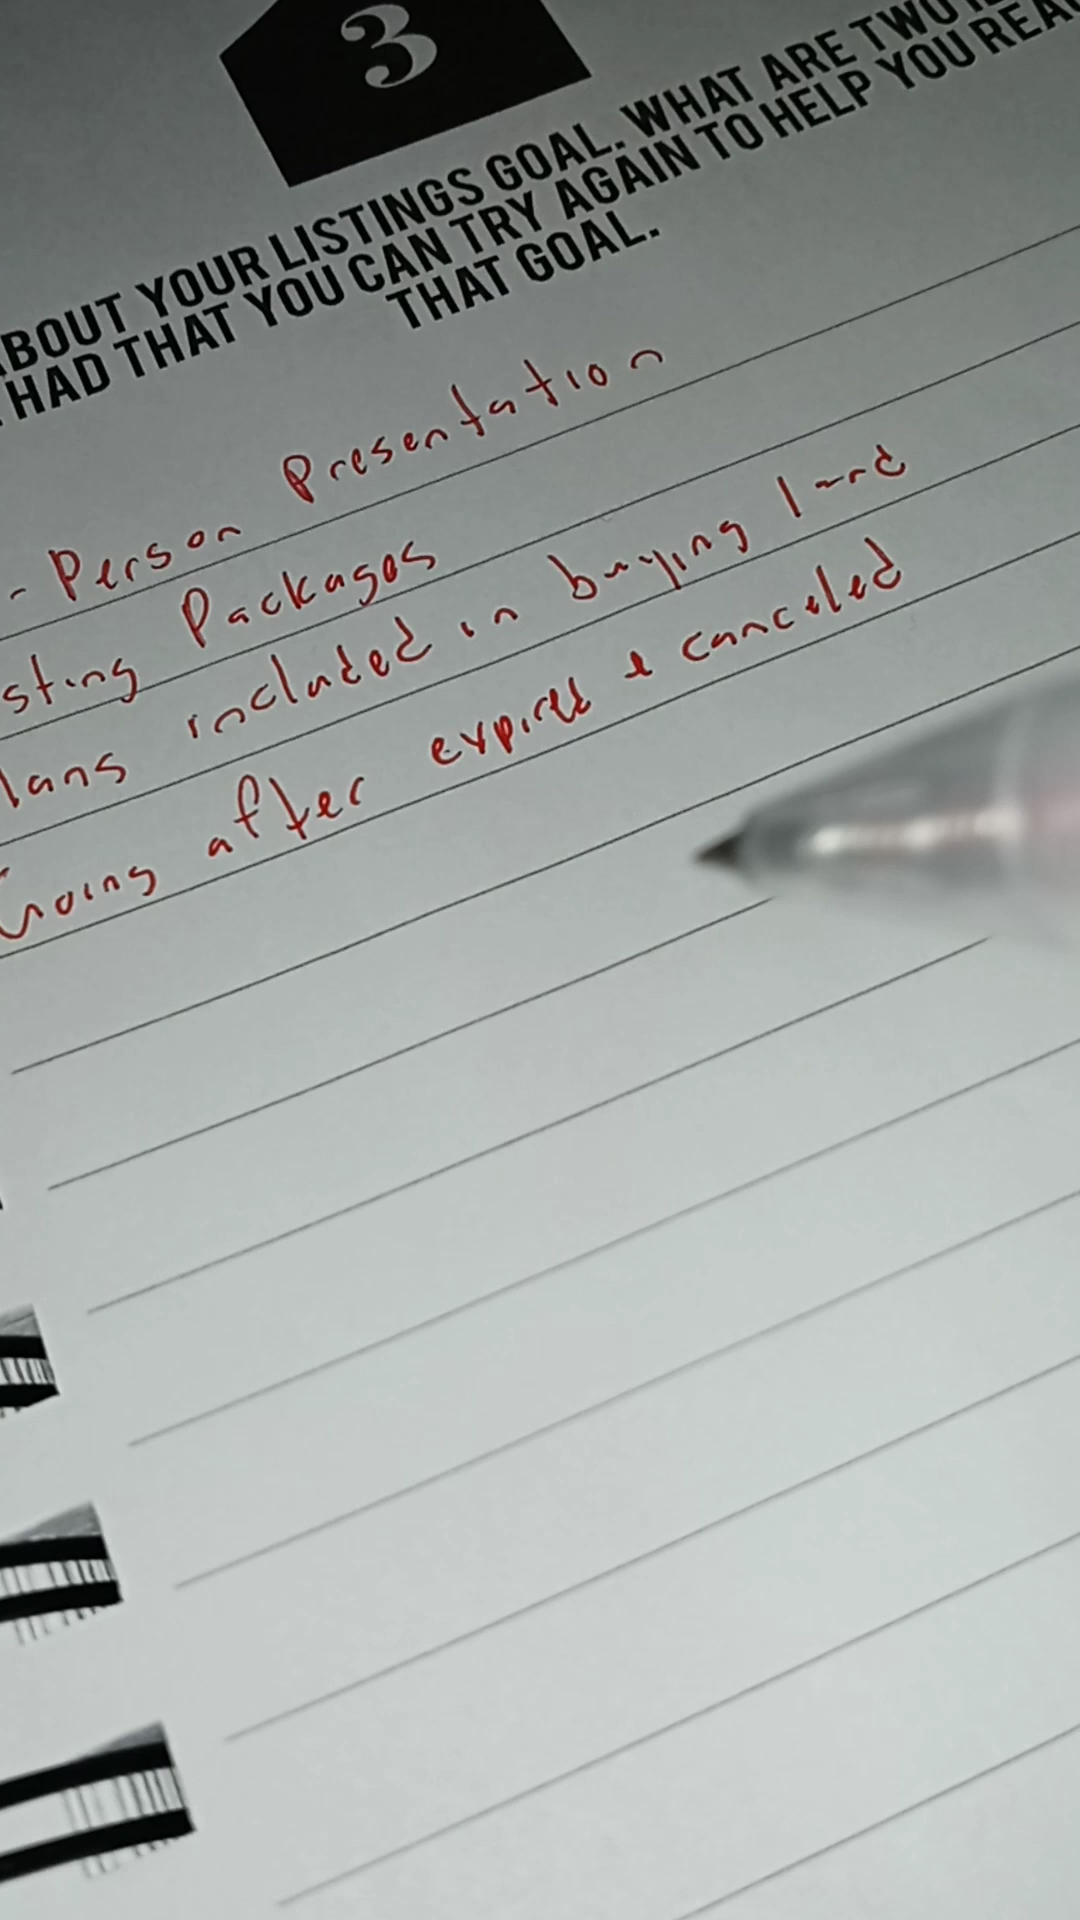 3
ABOUT YOUR LISTINGS GOAL. WHAT ARE TWO
HAD THAT YOU CAN TRY AGAIN TO HELP YOU REA
THAT GOAL.
- Person Presentation
sting Packages
lans included in buying land
Going after expired & canceled